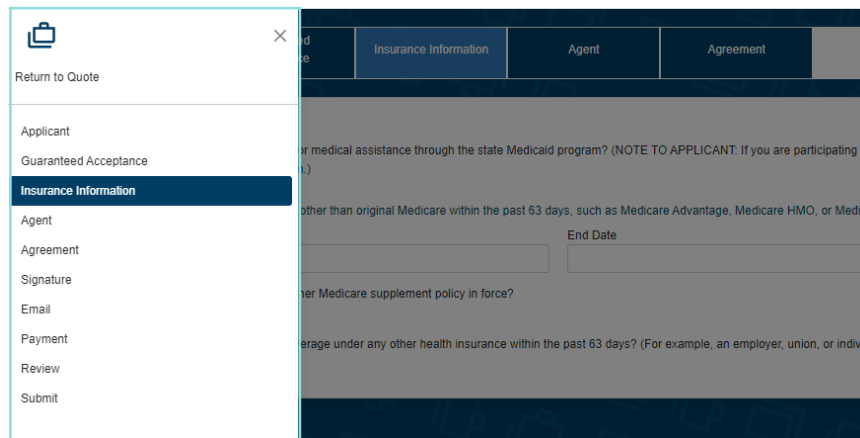 Return to Quote
Applicant
Guaranteed Acceptance
Insurance Information
Agent
Agreement
Signature
Email
Payment
Review
Submit
Insurance Information
Agent
Agreement
or medical assistance through the state Medicaid program? (NOTE TO APPLICANT: If you are participating
other than original Medicare within the past 63 days, such as Medicare Advantage, Medicare HMO, or Medi
End Date
her Medicare supplement policy in force?
erage under any other health insurance within the past 63 days? (For example, an employer, union, or indiv